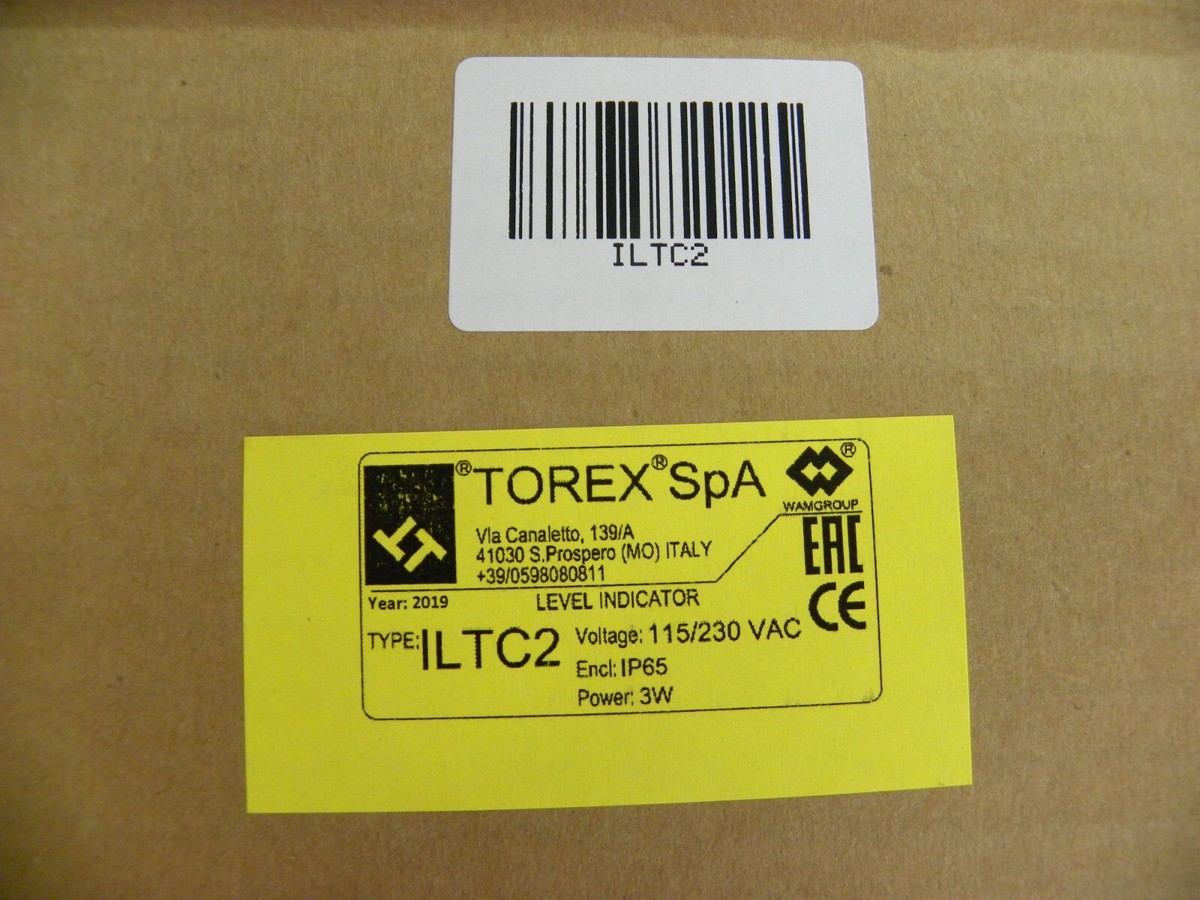 ILTC2
® TOREX® SpA ®
WAMGROUP
VIa Canaletto, 139/A
41030 S.Prospero (MO) ITALY
+39/0598080811
EAC
CE
Year: 2019
LEVEL INDICATOR
TYPE: ILTC2
Voltage: 115/230 VAC
Encl: IP65
Power: 3W